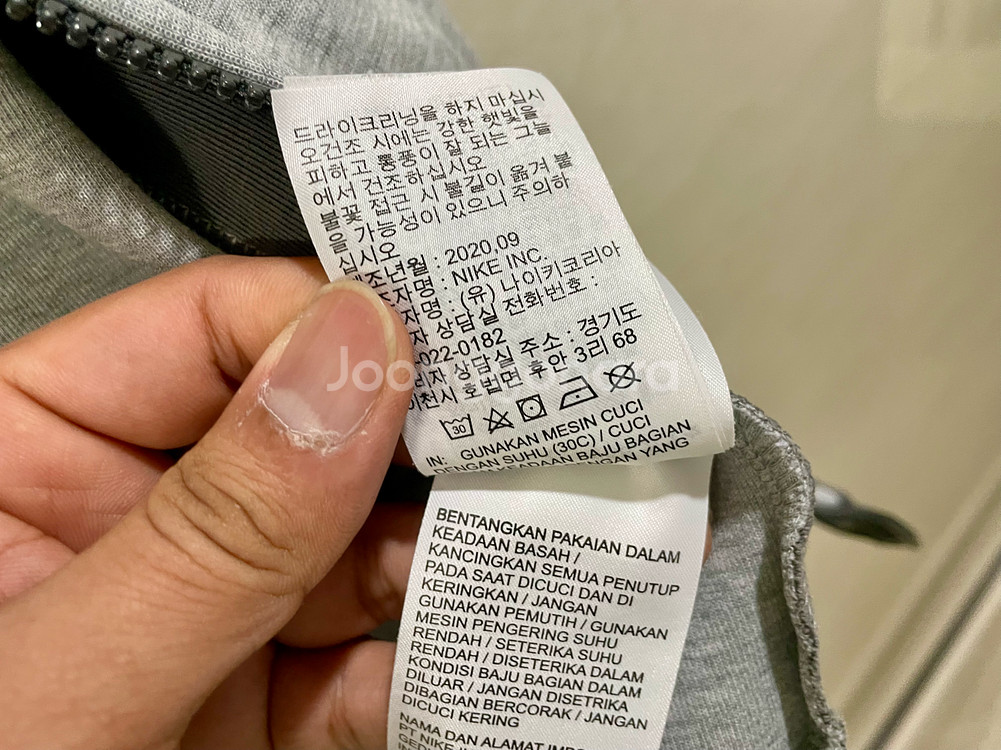 드라이크리닝을 하지 마십시
오건조 시에는 강한 햇빛을
피하고 통풍이 잘 되는 그늘
에서 건조하십시오
불꽃 접근 시 불길이 옮겨 붙
을 가능성이 있으니 주의하
십시오
제조년월 : 2020.09
조자명 : NIKE INC.
자명 : (유) 나이키코리아
자 상담실 전화번호 :
-022-0182
비자 상담실 주소 : 경기도
이천시 호법면 후안 3리 68
30
IN: GUNAKAN MESIN CUCI
DENGAN SUHU (30C) / CUCI
DENGAN KEADAAN BAJU BAGIAN
DENGAN YANG
BENTANGKAN PAKAIAN DALAM
KEADAAN BASAH /
KANCINGKAN SEMUA PENUTUP
PADA SAAT DICUCI DAN DI
KERINGKAN / JANGAN
GUNAKAN PEMUTIH / GUNAKAN
MESIN PENGERING SUHU
RENDAH / SETERIKA SUHU
RENDAH / DISETERIKA DALAM
KONDISI BAJU BAGIAN DALAM
DILUAR / JANGAN DISETRIKA
DIBAGIAN BERCORAK / JANGAN
DICUCI KERING
NAMA DAN ALAMAT
PT NIKE